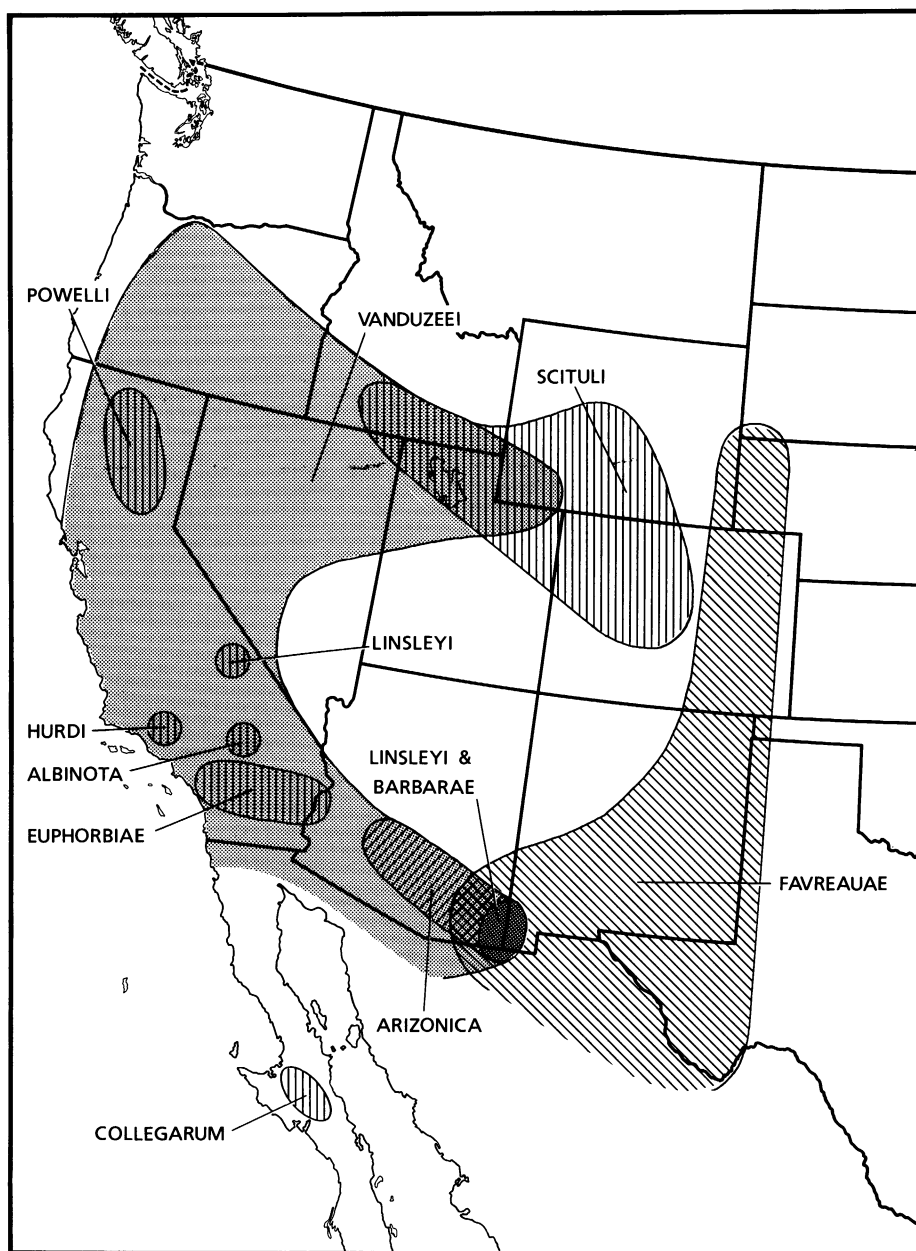 POWELLI
VANDUZEEI
SCITULI
LINSLEYI
HURDI
ALBINOTA
LINSLEYI &
BARBARAE
EUPHORBIAE
FAVREAUAE
ARIZONICA
COLLEGARUM